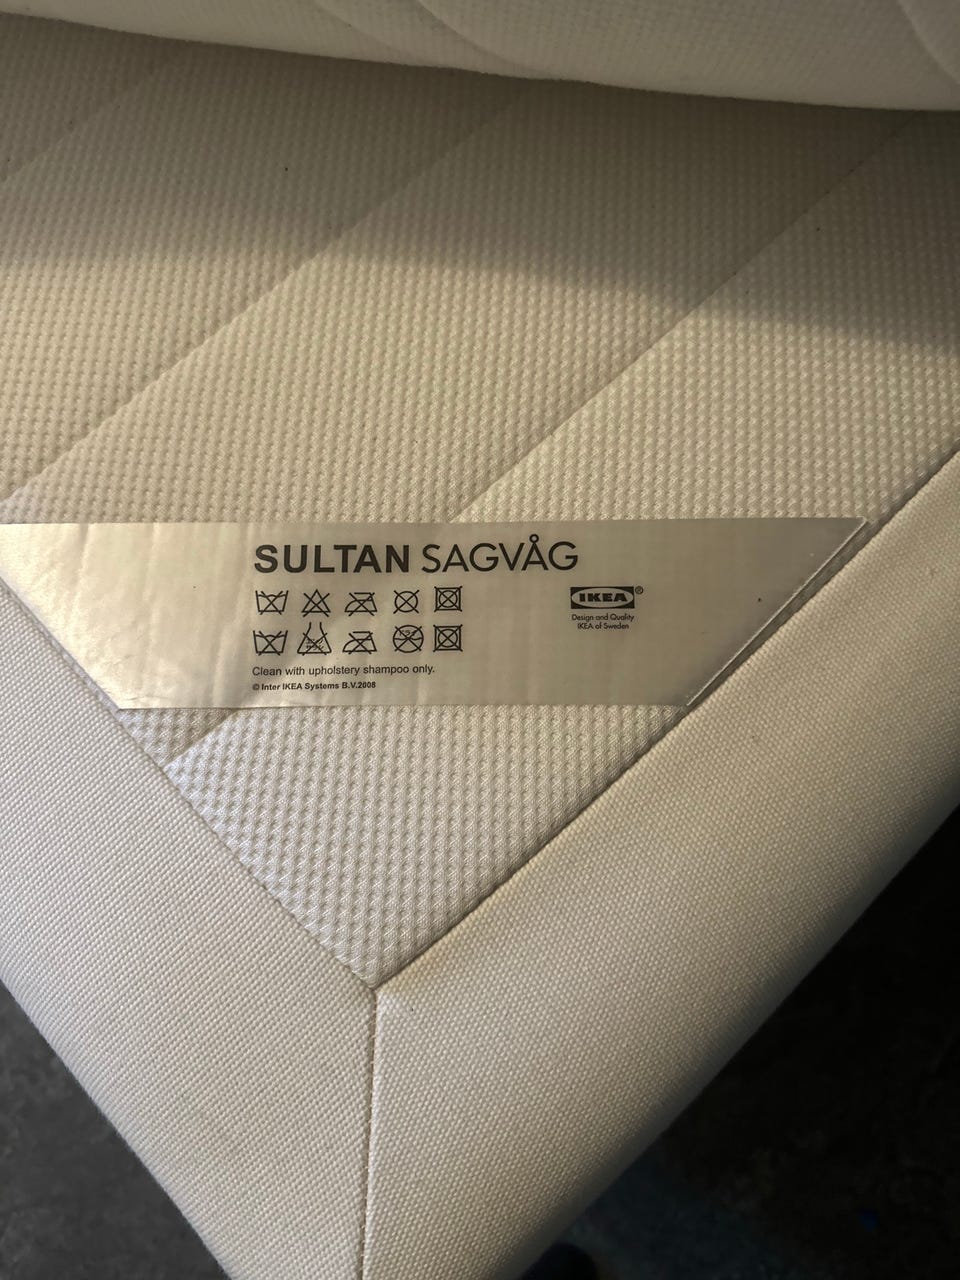 SULTAN SAGVÅG
IKEA®
Design and Quality
IKEA of Sweden
Clean with upholstery shampoo only.
© Inter IKEA Systems B.V.2008